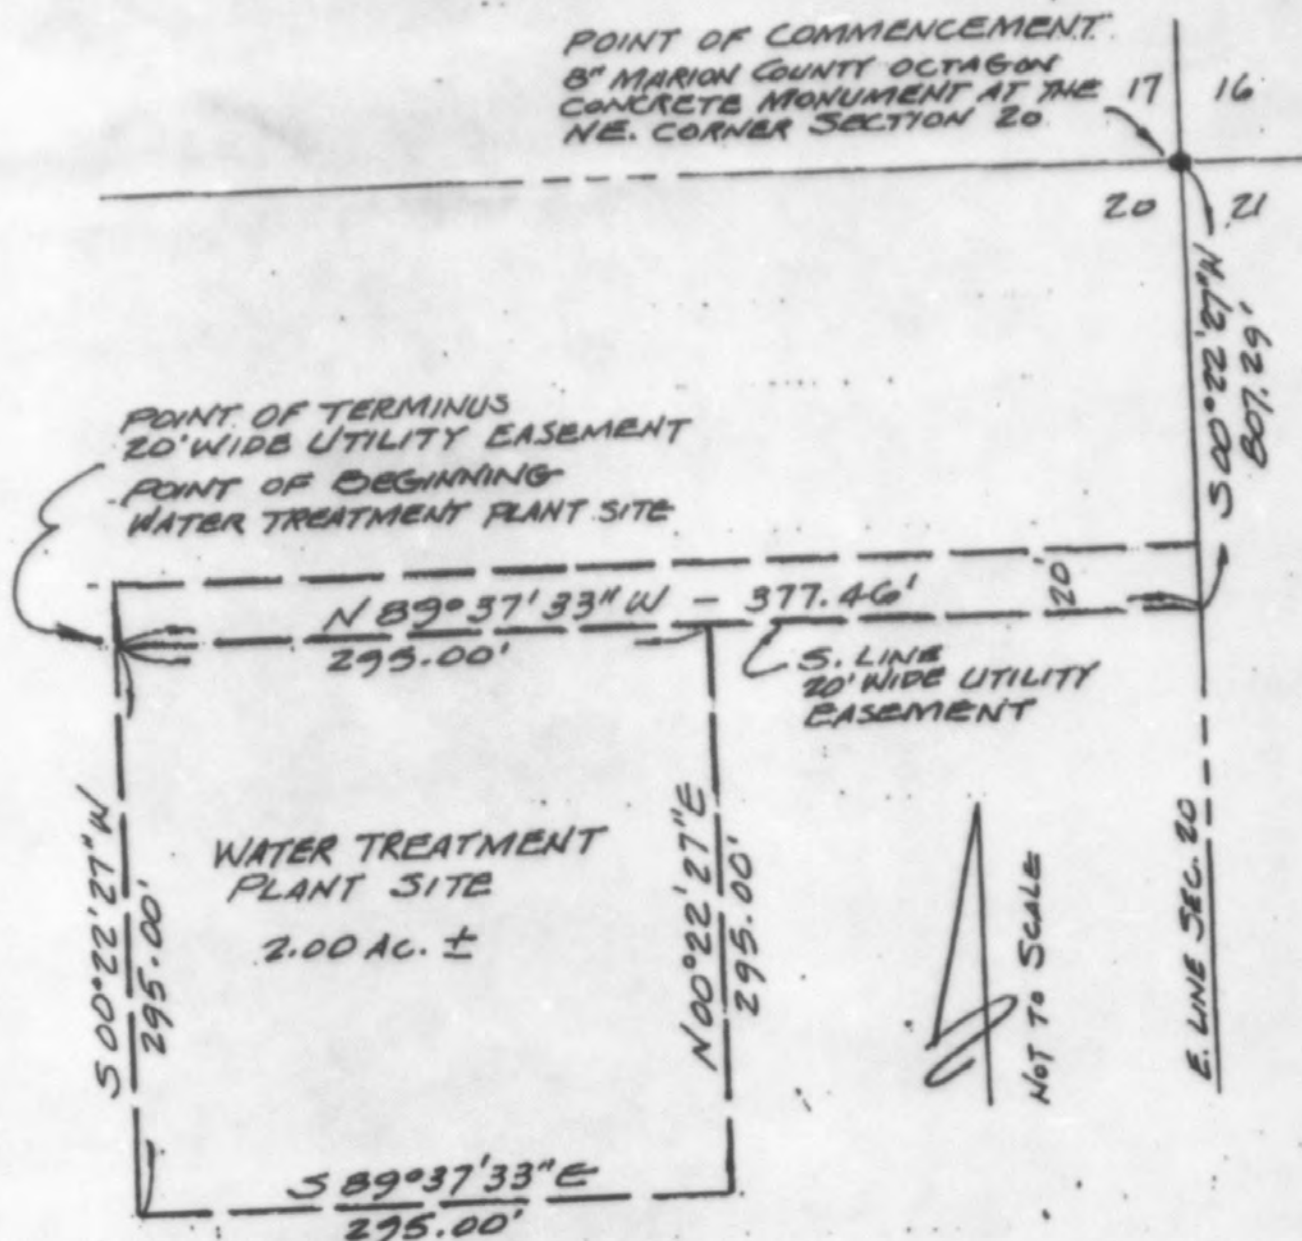 POINT OF COMMENCEMENT
8" MARION COUNTY OCTAGON
CONCRETE MONUMENT AT THE
NE. CORNER SECTION 20
17 16
20 21
S 00°22'27" W
807.29'
POINT OF TERMINUS
20' WIDE UTILITY EASEMENT
POINT OF BEGINNING
WATER TREATMENT PLANT SITE
N 89°37'33" W - 377.46'
20'
295.00'
S. LINE
20' WIDE UTILITY
EASEMENT
S 00°22'27" W
295.00'
WATER TREATMENT
PLANT SITE
2.00 AC. ±
N 00°22'27" E
295.00'
NOT TO SCALE
E. LINE SEC. 20
S 89°37'33" E
295.00'